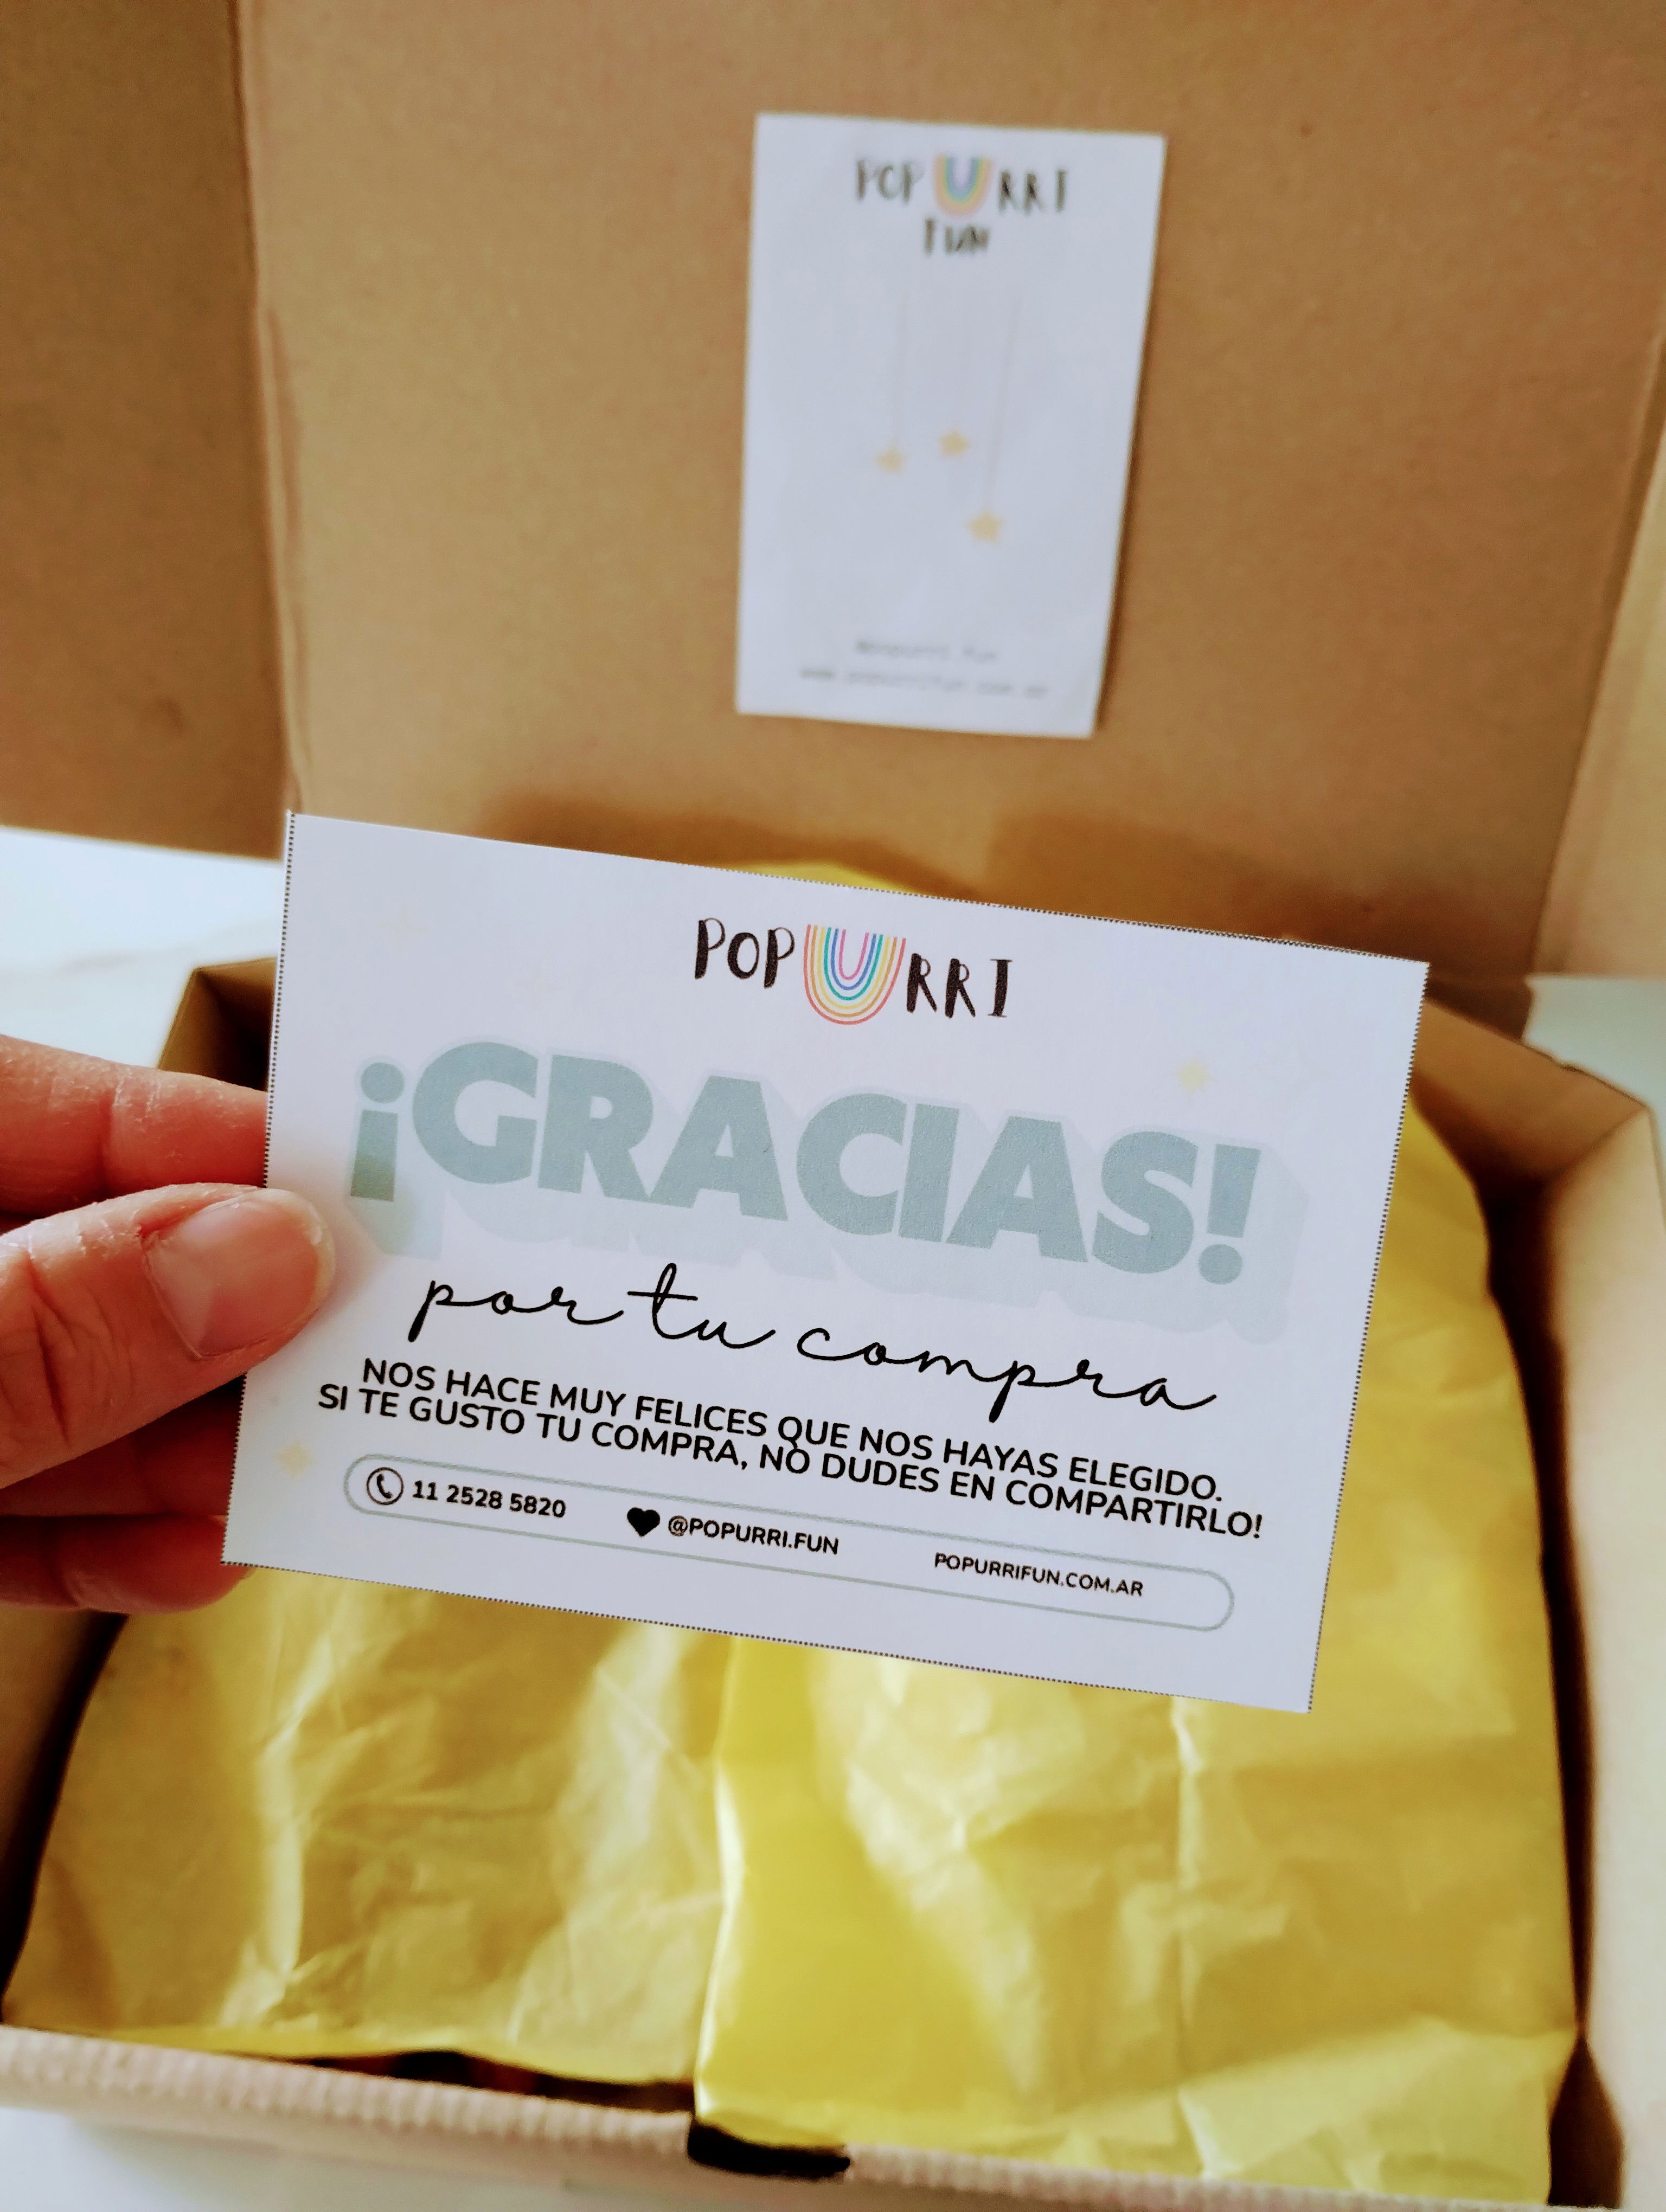 POPURRI
FUN
POPURRI
¡GRACIAS!
por tu compra
NOS HACE MUY FELICES QUE NOS HAYAS ELEGIDO.
SI TE GUSTO TU COMPRA, NO DUDES EN COMPARTIRLO!
11 2528 5820 @POPURRI.FUN POPURRIFUN.COM.AR